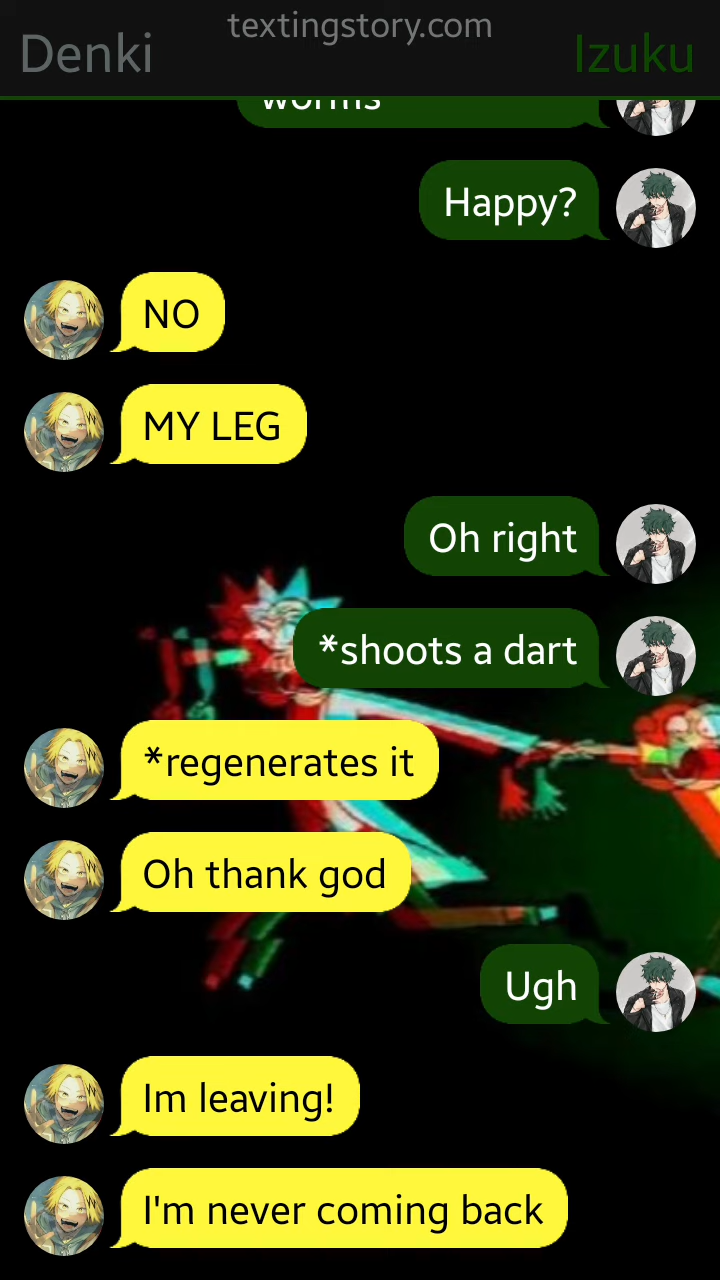 textingstory.com
Denki
Izuku
worms
Happy?
NO
MY LEG
Oh right
*shoots a dart
*regenerates it
Oh thank god
Ugh
Im leaving!
I'm never coming back